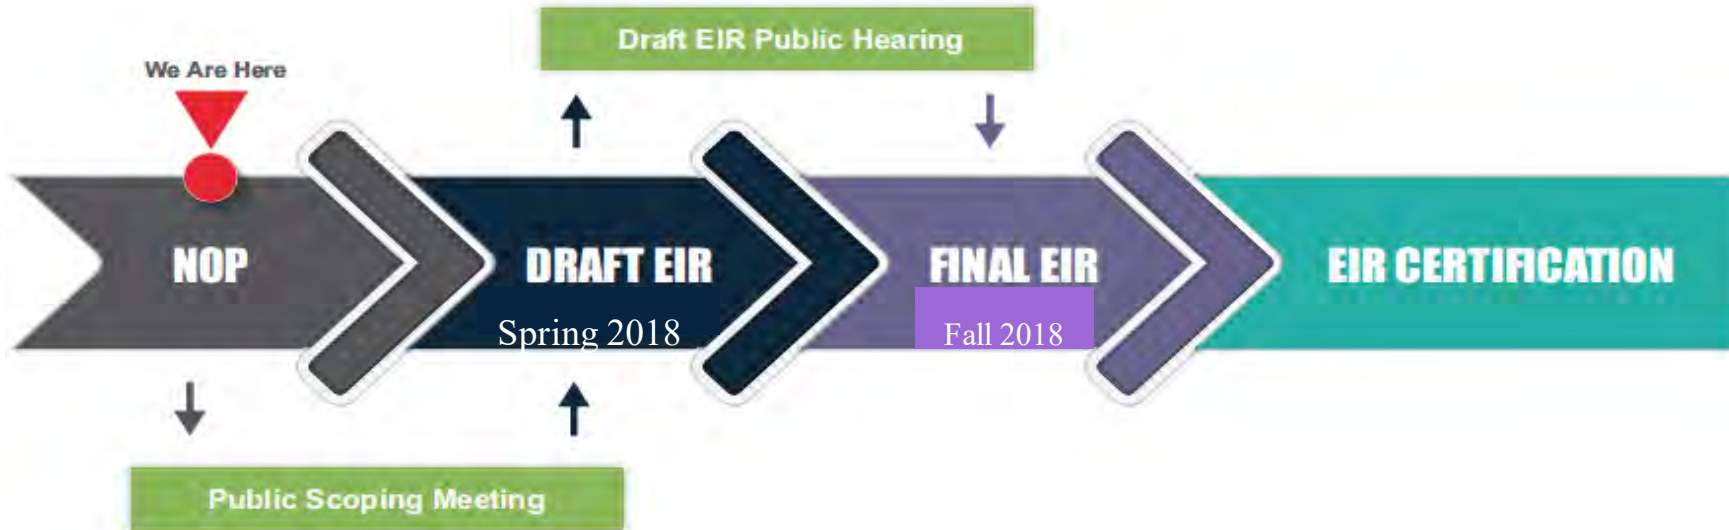 Draft EIR Public Hearing
We Are Here
NOP
DRAFT EIR
Spring 2018
FINAL EIR
Fall 2018
EIR CERTIFICATION
Public Scoping Meeting